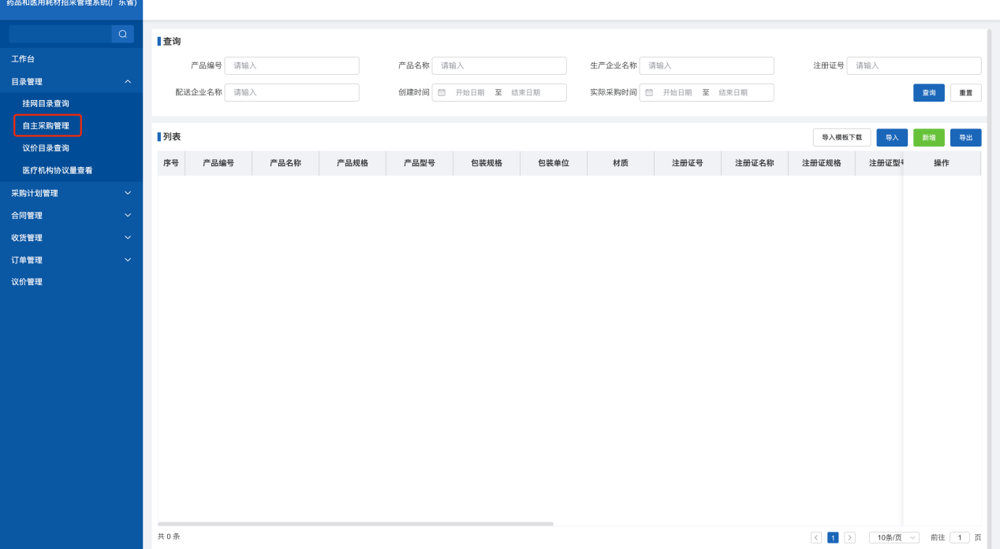 药品和医用耗材招采管理系统(广东省)
工作台
目录管理
挂网目录查询
自主采购管理
议价目录查询
医疗机构协议量查看
采购计划管理
合同管理
收货管理
订单管理
议价管理
查询
产品编号 请输入 产品名称 请输入 生产企业名称 请输入 注册证号 请输入
配送企业名称 请输入 创建时间 开始日期 至 结束日期 实际采购时间 开始日期 至 结束日期 查询 重置
列表 导入模板下载 导入 新增 导出
序号 产品编号 产品名称 产品规格 产品型号 包装规格 包装单位 材质 注册证号 注册证名称 注册证规格 注册证型 操作
共 0 条 1 10条/页 前往 1 页